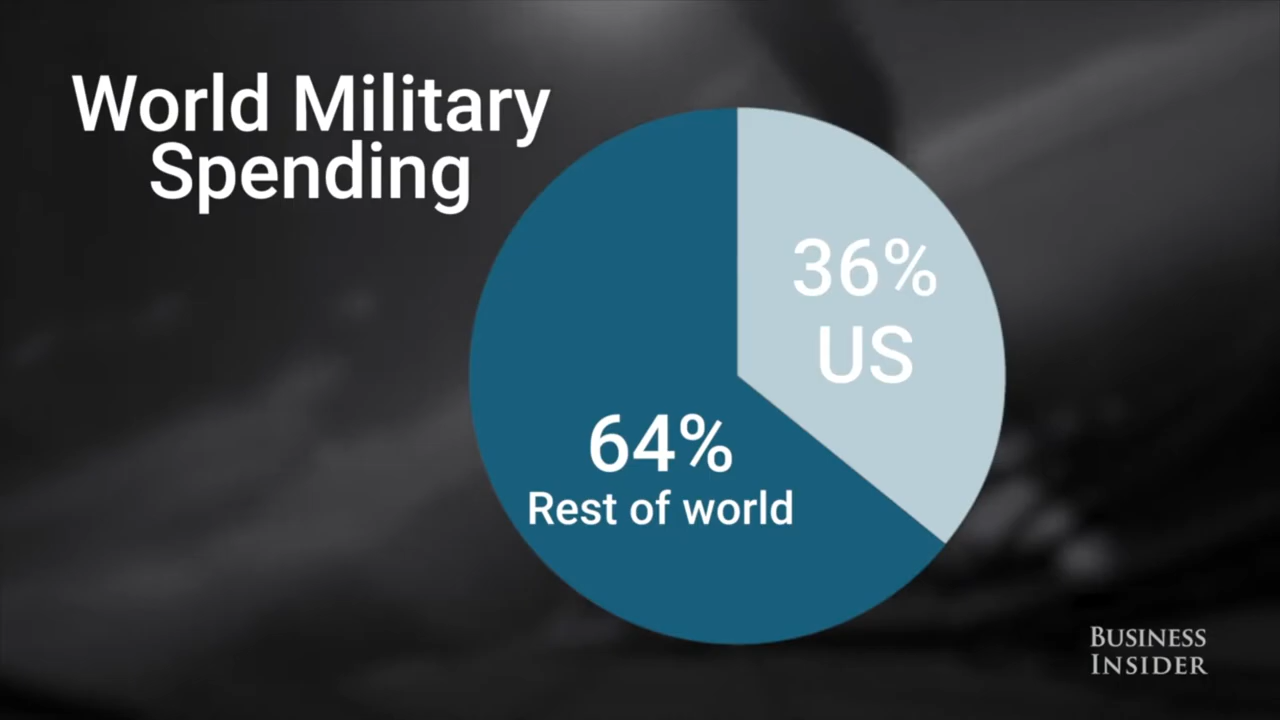 World Military
Spending
36%
US
64%
Rest of world
BUSINESS
INSIDER